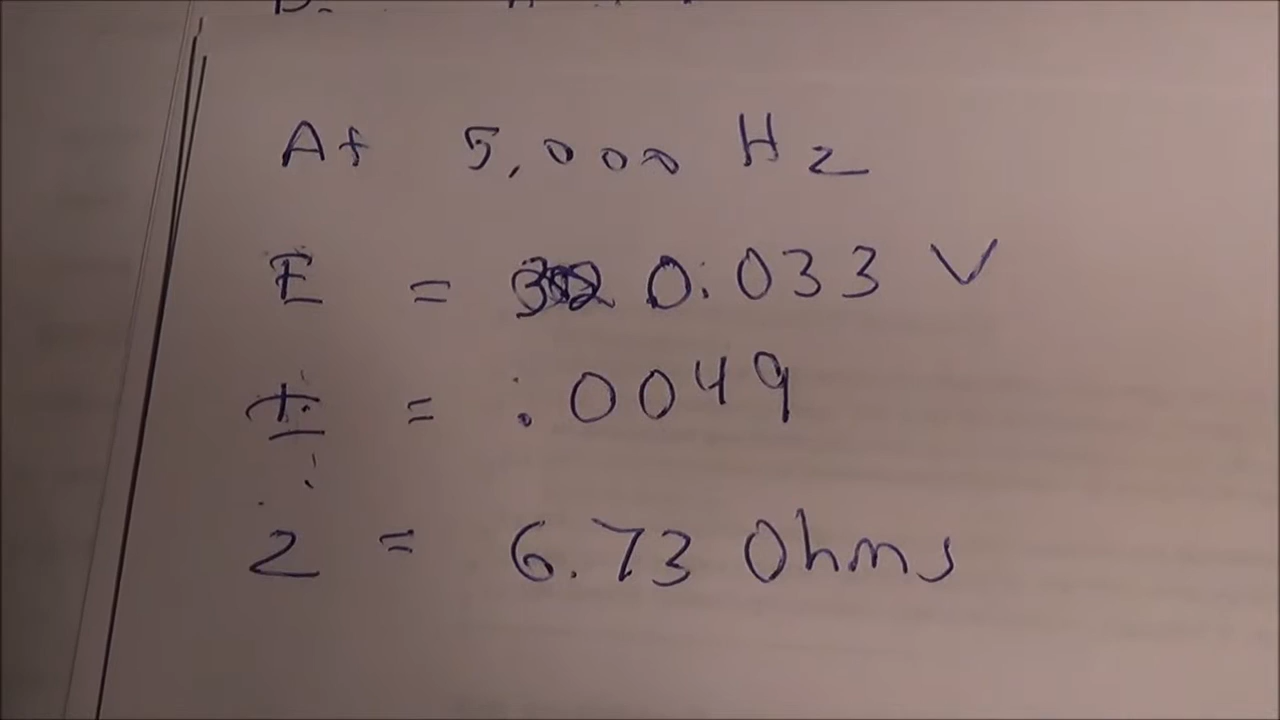 At 5,000 Hz
E = 0.033 V
I = .0049
Z = 6.73 Ohms